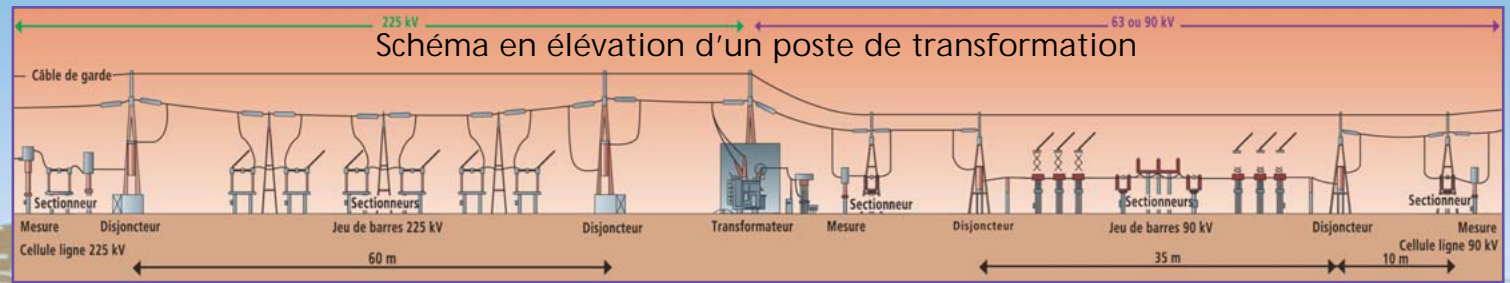 225 kV
63 ou 90 kV
Schéma en élévation d'un poste de transformation
Câble de garde
Sectionneur
Sectionneurs
Sectionneurs
Sectionneur
Mesure
Disjoncteur
Jeu de barres 225 kV
Disjoncteur
Transformateur
Mesure
Disjoncteur
Jeu de barres 90 kV
Disjoncteur
Mesure
Cellule ligne 225 kV
Cellule ligne 90 kV
60 m
35 m
10 m